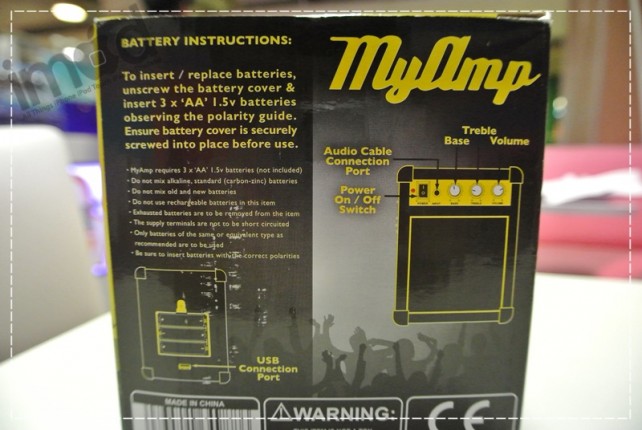 BATTERY INSTRUCTIONS:
To insert / replace batteries,
unscrew the battery cover &
insert 3 x ‘AA’ 1.5v batteries
observing the polarity guide.
Ensure battery cover is securely
screwed into place before use.
• MyAmp requires 3 x ‘AA’ 1.5v batteries (not included)
• Do not mix alkaline, standard (carbon-zinc) batteries
• Do not mix old and new batteries
• Do not use rechargeable batteries in this item
• Exhausted batteries are to be removed from the item
• The supply terminals are not to be short circuited
• Only batteries of the same or equivalent type as
recommended are to be used
• Be sure to insert batteries with the correct polarities
USB
Connection
Port
MADE IN CHINA
MyAmp
Treble
Base Volume
Audio Cable
Connection
Port
Power
On / Off
Switch
WARNING:
CE